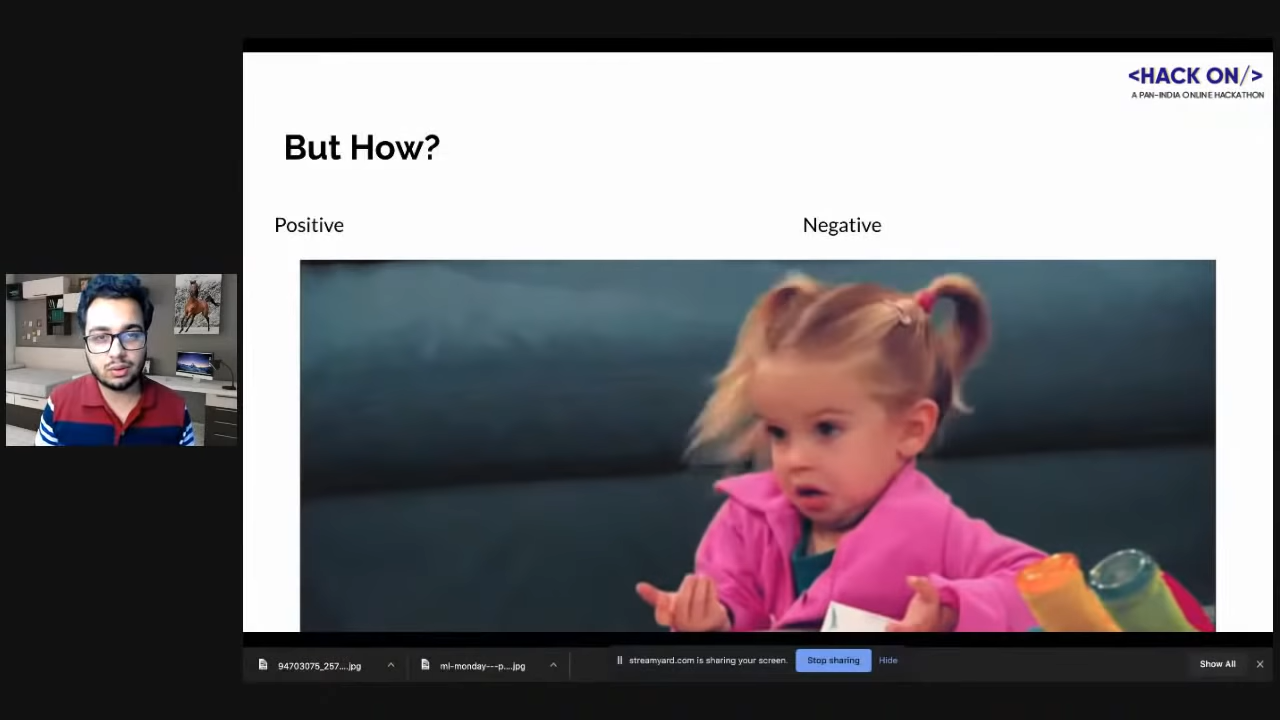 <HACK ON/>
A PAN-INDIA ONLINE HACKATHON
But How?
Positive
Negative
94703075_257....jpg
ml-monday---p....jpg
streamyard.com is sharing your screen.
Stop sharing
Hide
Show All